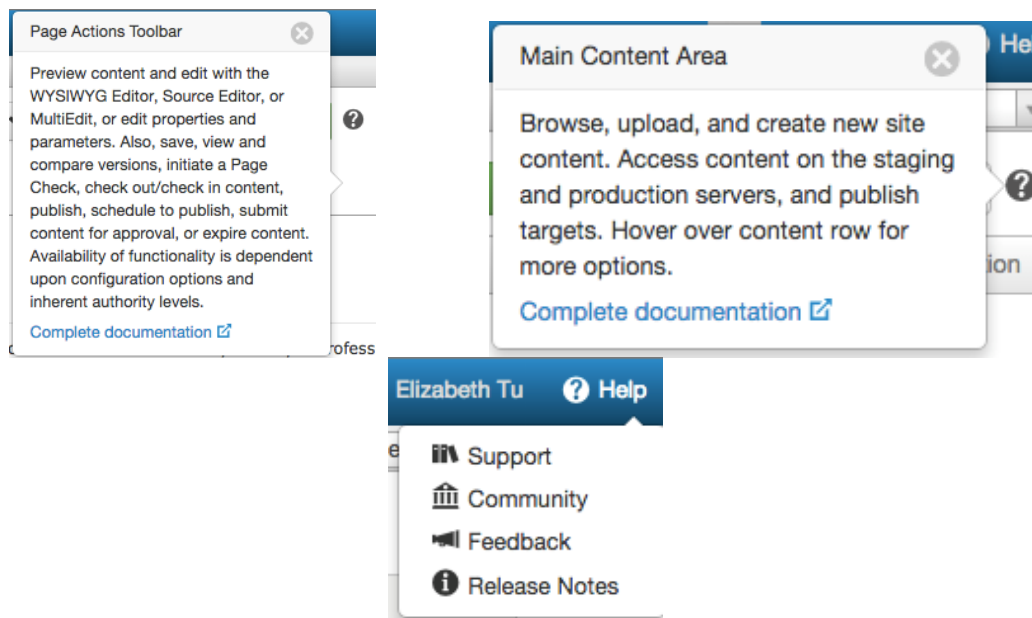 Page Actions Toolbar
Preview content and edit with the
WYSIWYG Editor, Source Editor, or
MultiEdit, or edit properties and
parameters. Also, save, view and
compare versions, initiate a Page
Check, check out/check in content,
publish, schedule to publish, submit
content for approval, or expire content.
Availability of functionality is dependent
upon configuration options and
inherent authority levels.
Complete documentation
ofess
Main Content Area
He
Browse, upload, and create new site
content. Access content on the staging
and production servers, and publish
targets. Hover over content row for
more options.
tion
Complete documentation
Elizabeth Tu Help
e
Support
Community
Feedback
Release Notes